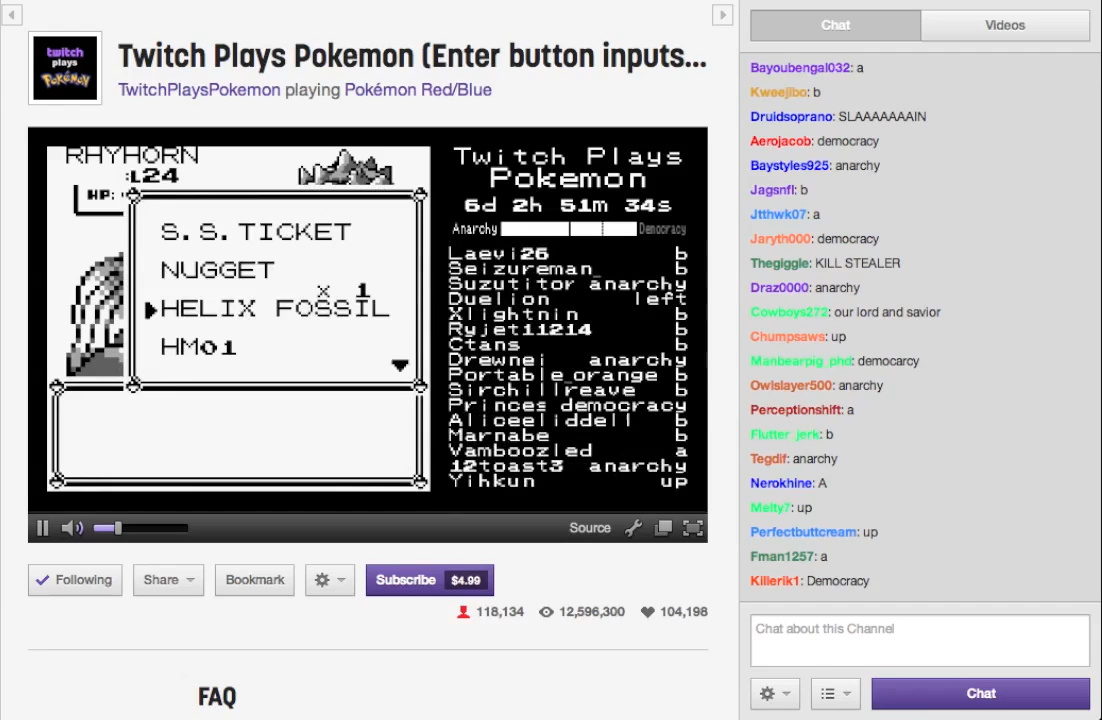 twitch
plays
POKéMON
Twitch Plays Pokemon (Enter button inputs...
TwitchPlaysPokemon playing Pokémon Red/Blue
RHYHORN
:L24
HP:
S.S.TICKET
NUGGET
× 1
▶HELIX FOSSIL
HM01
Twitch Plays
Pokemon
6d 2h 51m 34s
Anarchy Democracy
Laevi26 b
Seizureman_ b
Suzutitor anarchy
Duelion left
Xlightnin b
Ryjet11214 b
Ctans b
Drewnei anarchy
Portable_orange b
Sirchillreave b
Princes democracy
Aliceeliddell b
Marnabe b
Vamboozled a
12toast3 anarchy
Yihkun up
Source
Following
Share
Bookmark
Subscribe $4.99
118,134 12,596,300 104,198
FAQ
Chat Videos
Bayoubengal032: a
Kweejibo: b
Druidsoprano: SLAAAAAAAIN
Aerojacob: democracy
Baystyles925: anarchy
Jagsnfl: b
Jtthwk07: a
Jaryth000: democracy
Thegiggle: KILL STEALER
Draz0000: anarchy
Cowboys272: our lord and savior
Chumpsaws: up
Manbearpig_phd: democarcy
Owlslayer500: anarchy
Perceptionshift: a
Flutter_jerk: b
Tegdif: anarchy
Nerokhine: A
Melty7: up
Perfectbuttcream: up
Fman1257: a
Killerik1: Democracy
Chat about this Channel
Chat